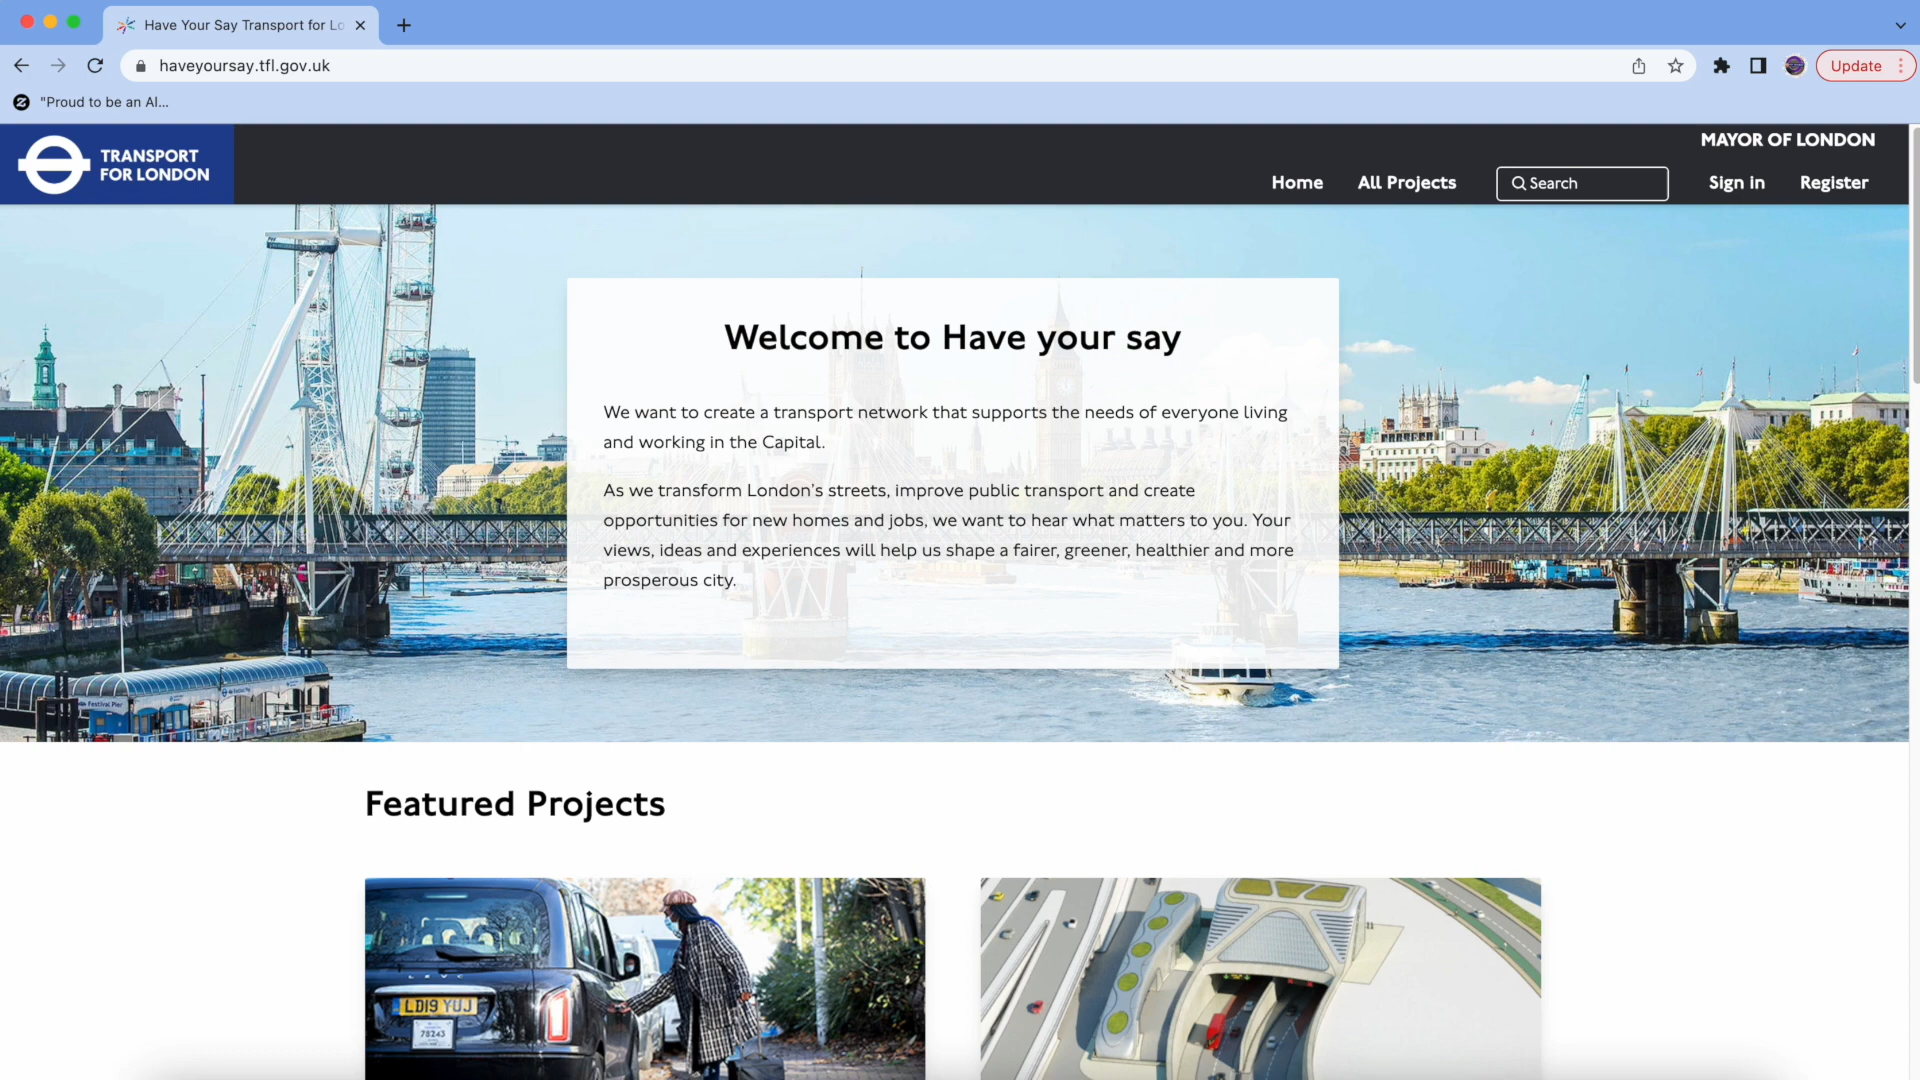 Have Your Say Transport for Lo
haveyoursay.tfl.gov.uk
Update
"Proud to be an Al...
TRANSPORT
FOR LONDON
MAYOR OF LONDON
Home
All Projects
Search
Sign in
Register
Welcome to Have your say
We want to create a transport network that supports the needs of everyone living
and working in the Capital.
As we transform London's streets, improve public transport and create
opportunities for new homes and jobs, we want to hear what matters to you. Your
views, ideas and experiences will help us shape a fairer, greener, healthier and more
prosperous city.
Festival Pier
Featured Projects
LD19 YUJ
78243